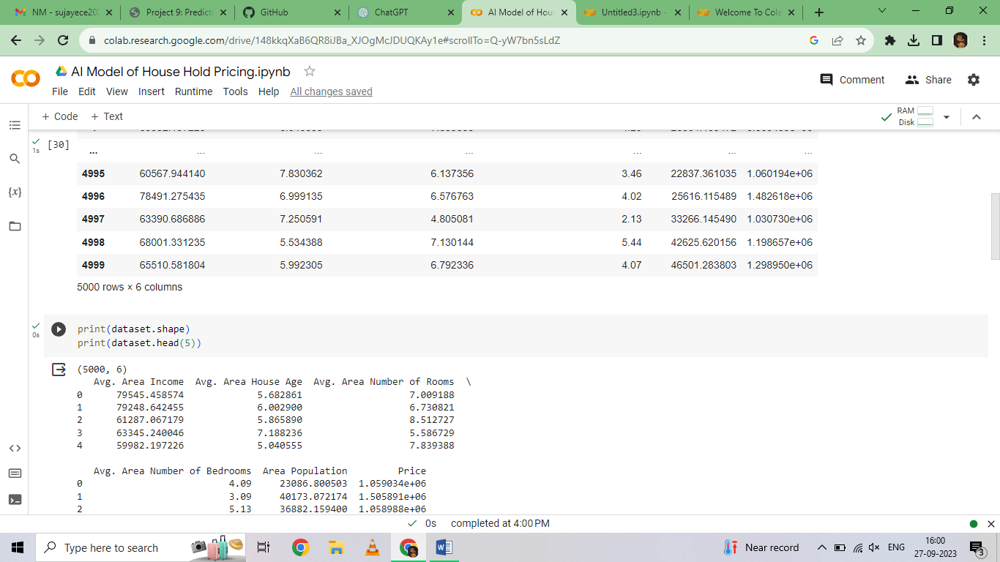 NM - sujayece20
Project 9: Predicti
GitHub
ChatGPT
AI Model of Hous
Untitled3.ipynb -
Welcome To Cola
colab.research.google.com/drive/148kkqXaB6QR8iJBa_XJOgMcJDUQKAy1e#scrollTo=Q-yW7bn5sLdZ
AI Model of House Hold Pricing.ipynb
Comment Share
File Edit View Insert Runtime Tools Help All changes saved
+ Code + Text
RAM
Disk
[30]
1s
... ... ... ... ... ... ...
4995 60567.944140 7.830362 6.137356 3.46 22837.361035 1.060194e+06
4996 78491.275435 6.999135 6.576763 4.02 25616.115489 1.482618e+06
4997 63390.686886 7.250591 4.805081 2.13 33266.145490 1.030730e+06
4998 68001.331235 5.534388 7.130144 5.44 42625.620156 1.198657e+06
4999 65510.581804 5.992305 6.792336 4.07 46501.283803 1.298950e+06
5000 rows × 6 columns
0s
print(dataset.shape)
print(dataset.head(5))
(5000, 6)
Avg. Area Income Avg. Area House Age Avg. Area Number of Rooms \
0 79545.458574 5.682861 7.009188
1 79248.642455 6.002900 6.730821
2 61287.067179 5.865890 8.512727
3 63345.240046 7.188236 5.586729
4 59982.197226 5.040555 7.839388
Avg. Area Number of Bedrooms Area Population Price
0 4.09 23086.800503 1.059034e+06
1 3.09 40173.072174 1.505891e+06
2 5.13 36882.159400 1.058988e+06
0s completed at 4:00 PM
Type here to search
Near record
ENG
16:00
27-09-2023
3